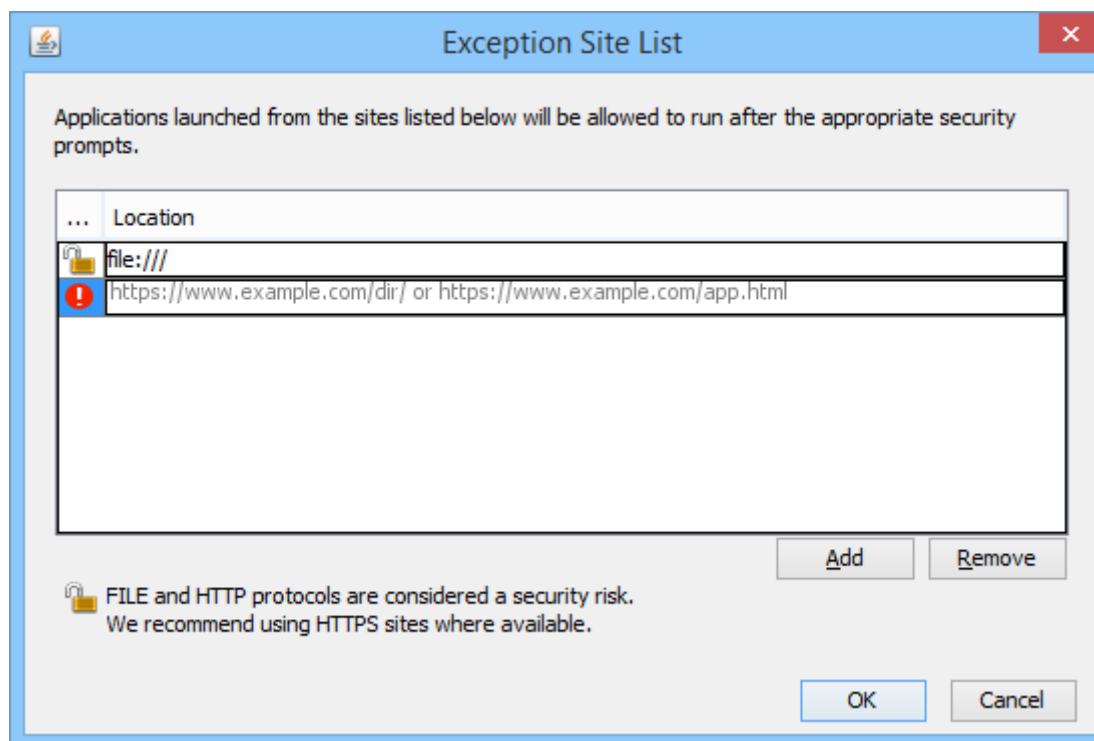 Exception Site List
Applications launched from the sites listed below will be allowed to run after the appropriate security
prompts.
... Location
file:///
https://www.example.com/dir/ or https://www.example.com/app.html
Add Remove
FILE and HTTP protocols are considered a security risk.
We recommend using HTTPS sites where available.
OK Cancel